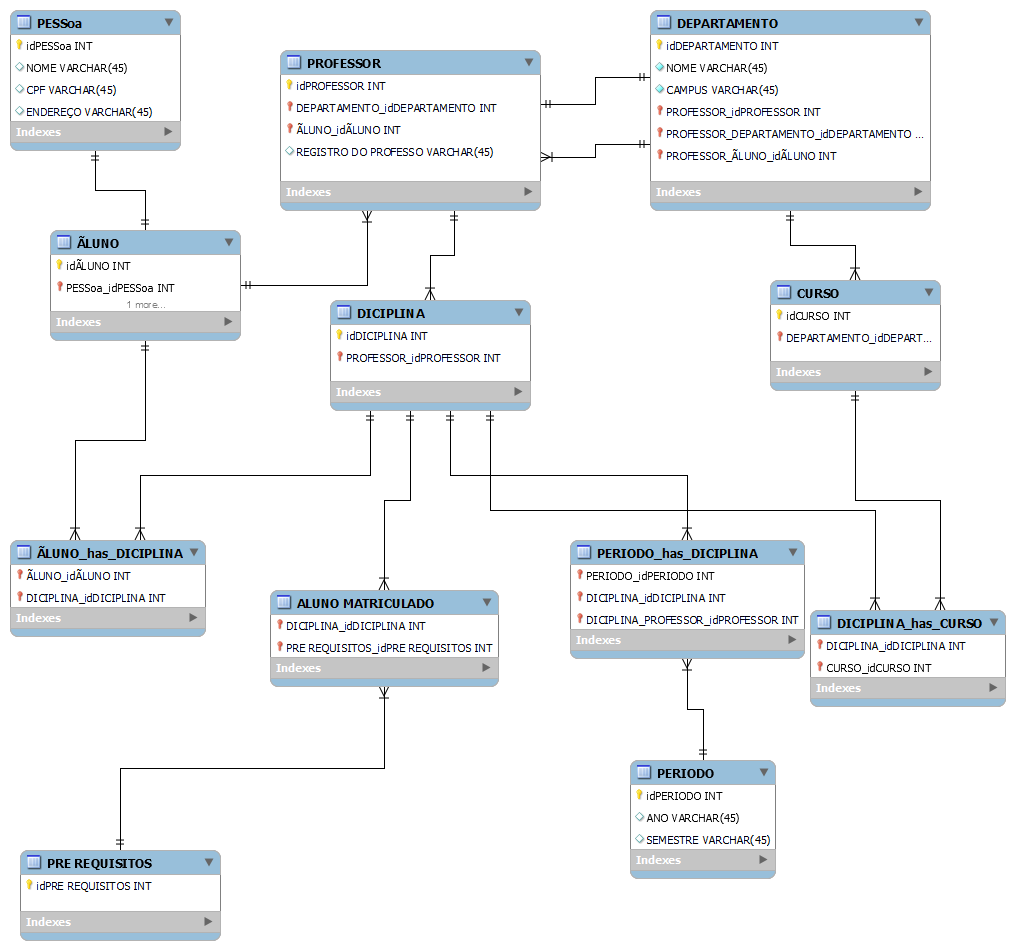 PESSoa
idPESSoa INT
NOME VARCHAR(45)
CPF VARCHAR(45)
ENDEREÇO VARCHAR(45)
Indexes
PROFESSOR
idPROFESSOR INT
DEPARTAMENTO_idDEPARTAMENTO INT
ÃLUNO_idÃLUNO INT
REGISTRO DO PROFESSO VARCHAR(45)
Indexes
DEPARTAMENTO
idDEPARTAMENTO INT
NOME VARCHAR(45)
CAMPUS VARCHAR(45)
PROFESSOR_idPROFESSOR INT
PROFESSOR_DEPARTAMENTO_idDEPARTAMENTO ...
PROFESSOR_ÃLUNO_idÃLUNO INT
Indexes
ÃLUNO
idÃLUNO INT
PESSoa_idPESSoa INT
1 more...
Indexes
DICIPLINA
idDICIPLINA INT
PROFESSOR_idPROFESSOR INT
Indexes
CURSO
idCURSO INT
DEPARTAMENTO_idDEPART...
Indexes
ÃLUNO_has_DICIPLINA
ÃLUNO_idÃLUNO INT
DICIPLINA_idDICIPLINA INT
Indexes
ALUNO MATRICULADO
DICIPLINA_idDICIPLINA INT
PRE REQUISITOS_idPRE REQUISITOS INT
Indexes
PERIODO_has_DICIPLINA
PERIODO_idPERIODO INT
DICIPLINA_idDICIPLINA INT
DICIPLINA_PROFESSOR_idPROFESSOR INT
Indexes
DICIPLINA_has_CURSO
DICIPLINA_idDICIPLINA INT
CURSO_idCURSO INT
Indexes
PERIODO
idPERIODO INT
ANO VARCHAR(45)
SEMESTRE VARCHAR(45)
Indexes
PRE REQUISITOS
idPRE REQUISITOS INT
Indexes